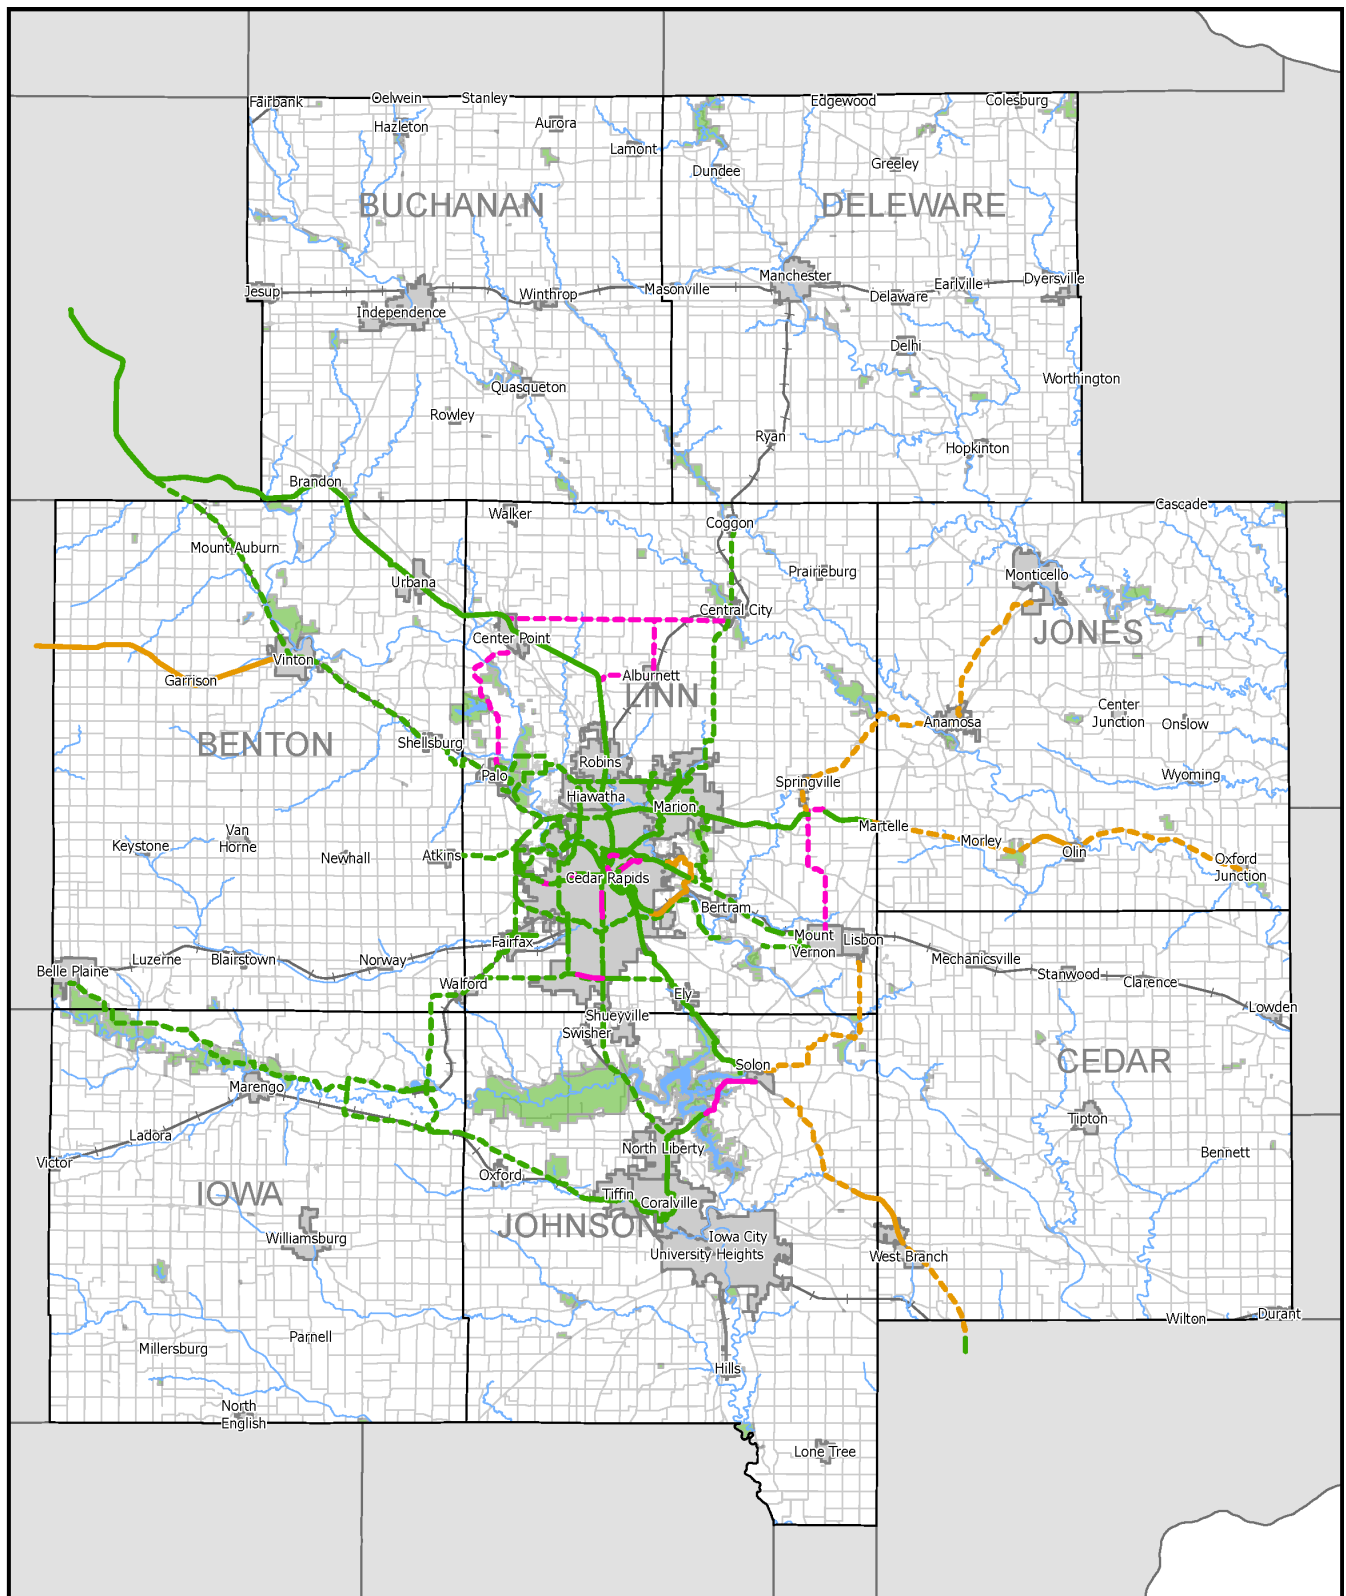 Fairbank
Oelwein
Stanley
Edgewood
Colesburg
Hazleton
Aurora
Lamont
Dundee
Greeley
BUCHANAN
DELEWARE
Jesup
Independence
Winthrop
Masonville
Manchester
Delaware
Earlville
Dyersville
Delhi
Worthington
Quasqueton
Rowley
Ryan
Hopkinton
Brandon
Walker
Coggon
Cascade
Mount Auburn
Urbana
Prairieburg
Monticello
Central City
Center Point
JONES
Vinton
Garrison
Alburnett
LINN
Center
Junction
Anamosa
Onslow
BENTON
Shellsburg
Robins
Palo
Springville
Wyoming
Hiawatha
Marion
Martelle
Keystone
Van
Horne
Newhall
Atkins
Morley
Olin
Oxford
Junction
Cedar Rapids
Bertram
Fairfax
Mount
Vernon
Lisbon
Belle Plaine
Luzerne
Blairstown
Norway
Walford
Mechanicsville
Stanwood
Clarence
Lowden
Ely
Shueyville
Swisher
Solon
CEDAR
Marengo
Tipton
Ladora
Victor
North Liberty
Bennett
Oxford
IOWA
Tiffin
Coralville
JOHNSON
Williamsburg
Iowa City
University Heights
West Branch
Wilton
Durant
Parnell
Millersburg
Hills
North
English
Lone Tree